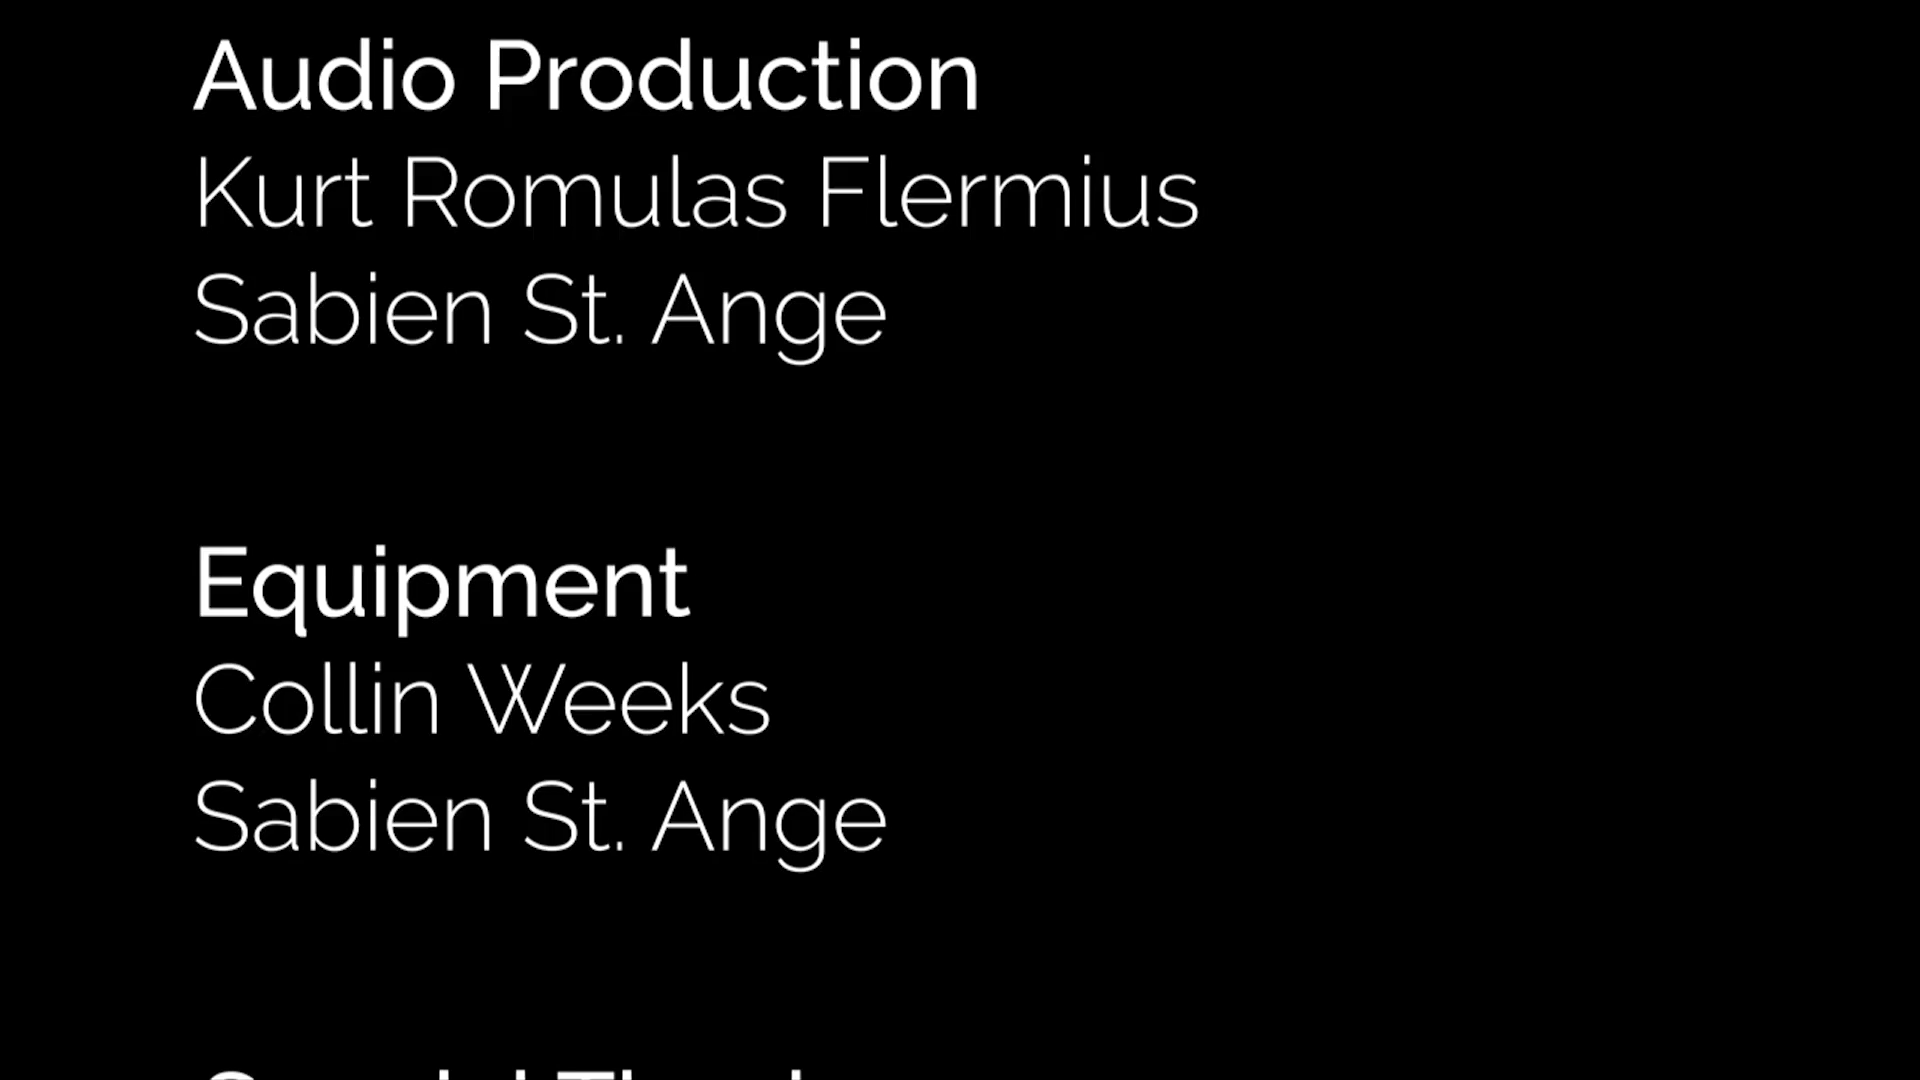 Audio Production
Kurt Romulas Flermius
Sabien St. Ange
Equipment
Collin Weeks
Sabien St. Ange